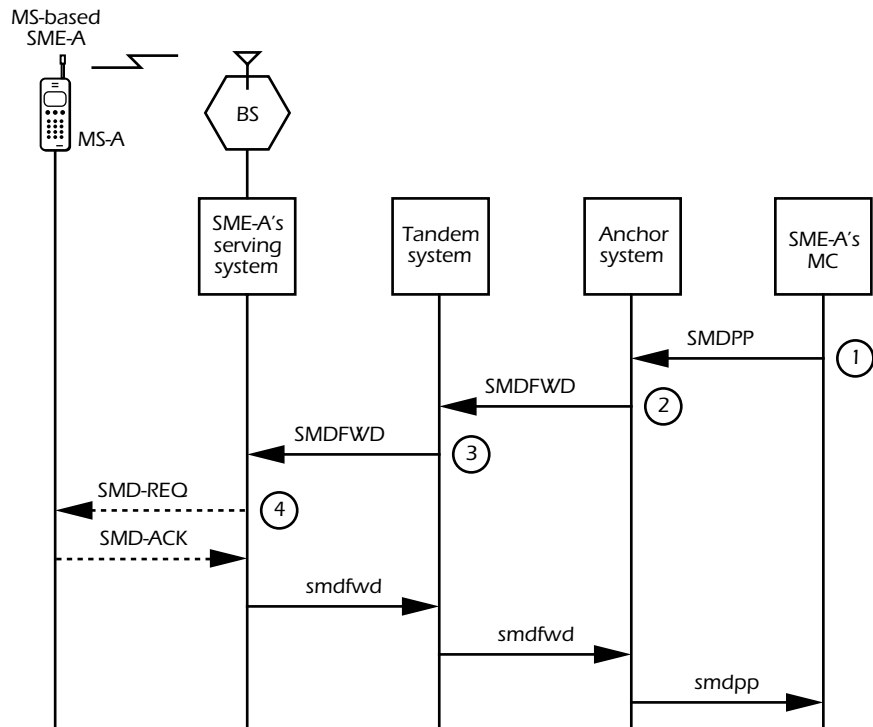 MS-based
SME-A
MS-A
BS
SME-A's
serving
system
Tandem
system
Anchor
system
SME-A's
MC
SMDPP
1
SMDFWD
2
SMDFWD
3
SMD-REQ
4
SMD-ACK
smdfwd
smdfwd
smdpp